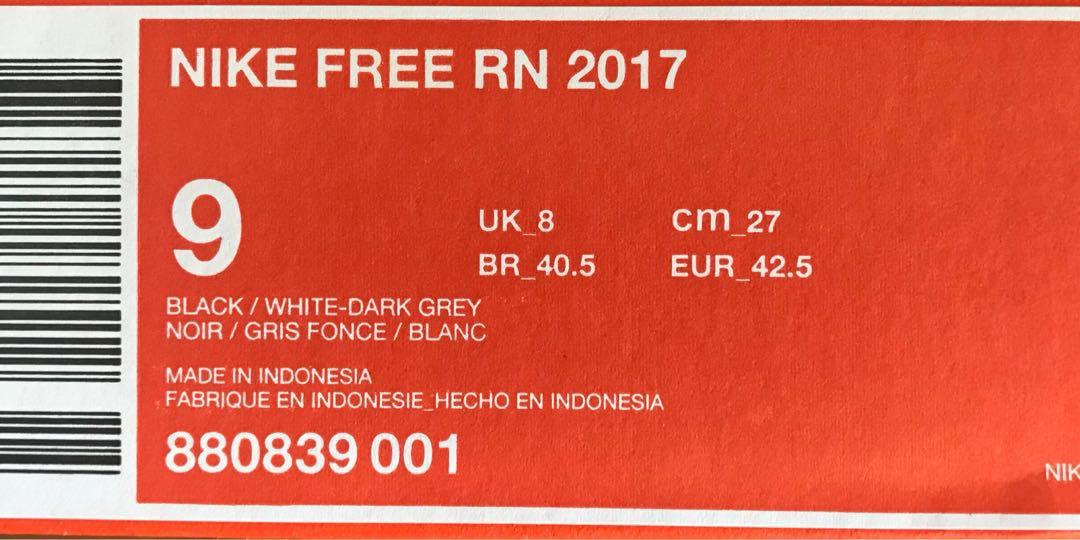 NIKE FREE RN 2017
9
UK_8 cm_27
BR_40.5 EUR_42.5
BLACK / WHITE-DARK GREY
NOIR / GRIS FONCE / BLANC
MADE IN INDONESIA
FABRIQUE EN INDONESIE_HECHO EN INDONESIA
880839 001
NIK